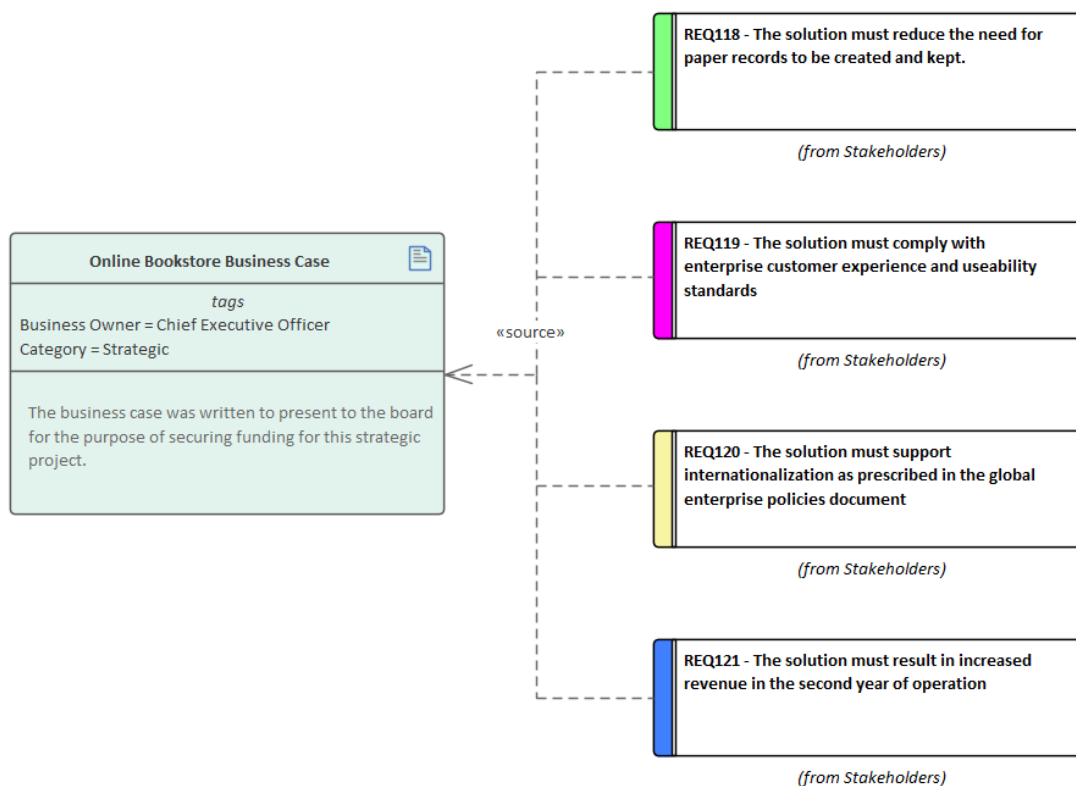 REQ118 - The solution must reduce the need for
paper records to be created and kept.
(from Stakeholders)
REQ119 - The solution must comply with
enterprise customer experience and useability
standards
(from Stakeholders)
Online Bookstore Business Case
tags
Business Owner = Chief Executive Officer
Category = Strategic
The business case was written to present to the board
for the purpose of securing funding for this strategic
project.
«source»
REQ120 - The solution must support
internationalization as prescribed in the global
enterprise policies document
(from Stakeholders)
REQ121 - The solution must result in increased
revenue in the second year of operation
(from Stakeholders)